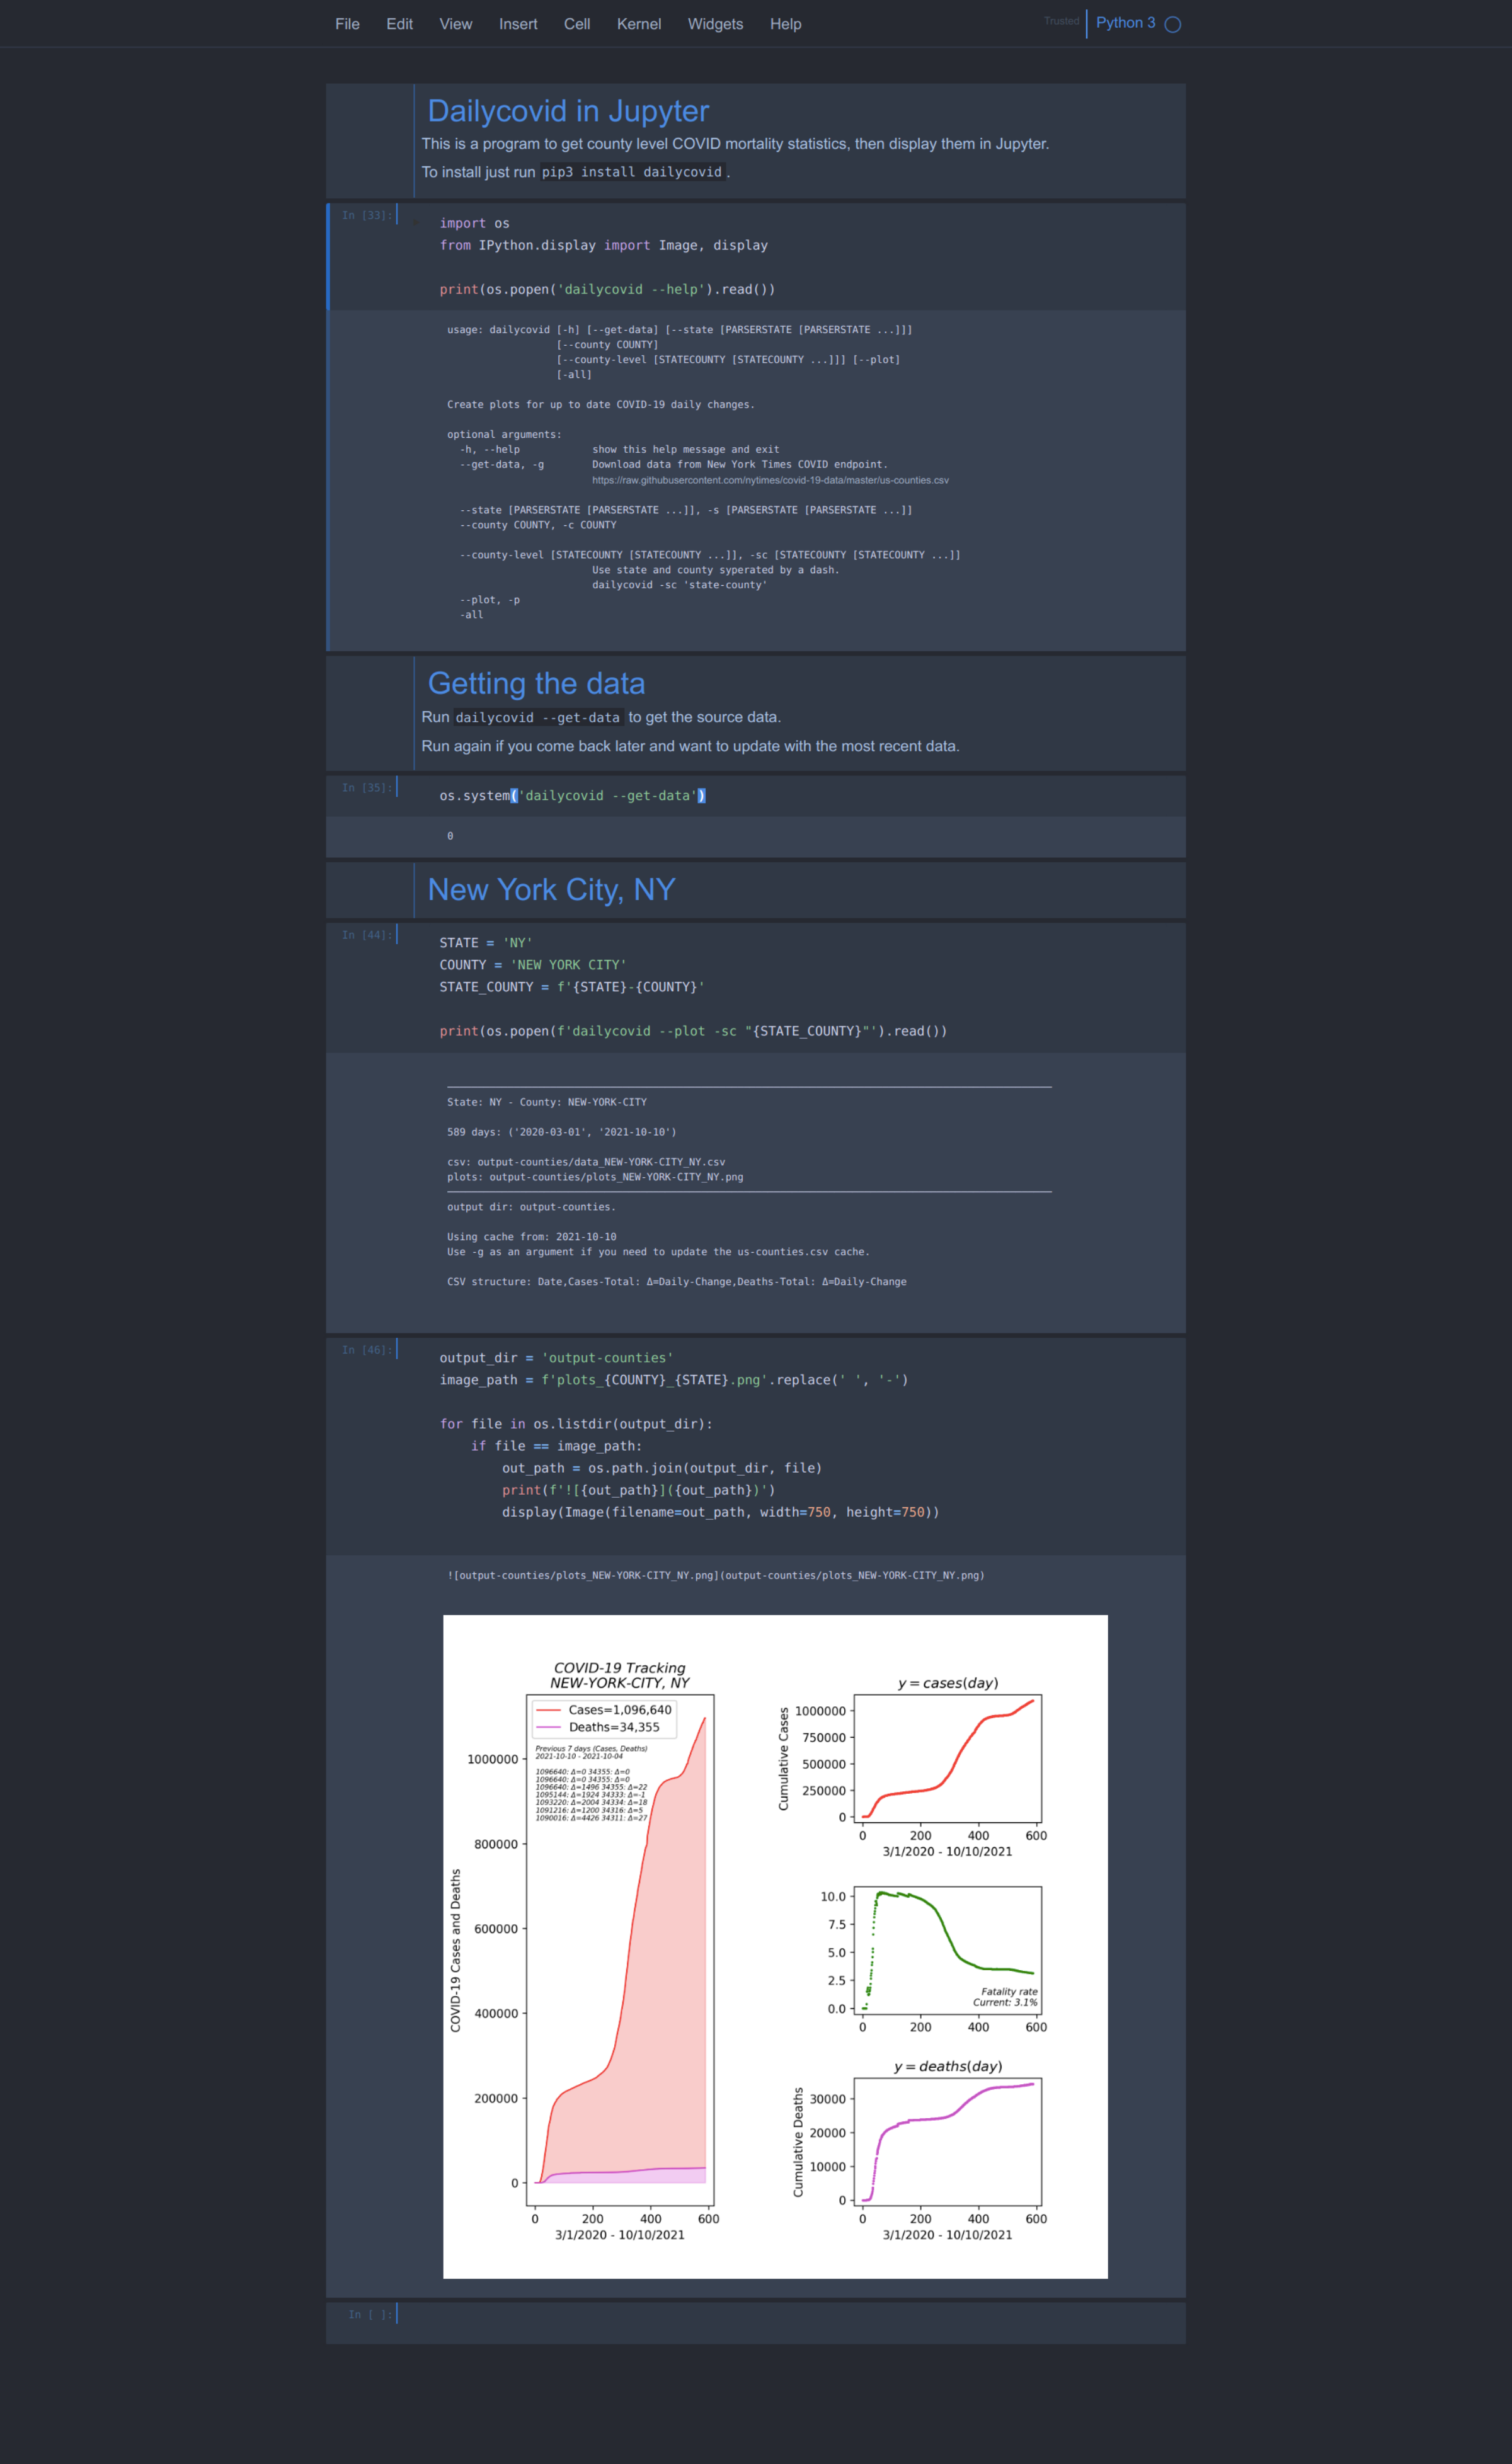 File Edit View Insert Cell Kernel Widgets Help Trusted Python 3
Dailycovid in Jupyter
This is a program to get county level COVID mortality statistics, then display them in Jupyter.
To install just run pip3 install dailycovid .
In [33]:
import os
from IPython.display import Image, display
print(os.popen('dailycovid --help').read())
usage: dailycovid [-h] [--get-data] [--state [PARSERSTATE [PARSERSTATE ...]]]
[--county COUNTY]
[--county-level [STATECOUNTY [STATECOUNTY ...]]] [--plot]
[-all]
Create plots for up to date COVID-19 daily changes.
optional arguments:
-h, --help show this help message and exit
--get-data, -g Download data from New York Times COVID endpoint.
https://raw.githubusercontent.com/nytimes/covid-19-data/master/us-counties.csv
--state [PARSERSTATE [PARSERSTATE ...]], -s [PARSERSTATE [PARSERSTATE ...]]
--county COUNTY, -c COUNTY
--county-level [STATECOUNTY [STATECOUNTY ...]], -sc [STATECOUNTY [STATECOUNTY ...]]
Use state and county syperated by a dash.
dailycovid -sc 'state-county'
--plot, -p
-all
Getting the data
Run dailycovid --get-data to get the source data.
Run again if you come back later and want to update with the most recent data.
In [35]:
os.system('dailycovid --get-data')
0
New York City, NY
In [44]:
STATE = 'NY'
COUNTY = 'NEW YORK CITY'
STATE_COUNTY = f'{STATE}-{COUNTY}'
print(os.popen(f'dailycovid --plot -sc "{STATE_COUNTY}"').read())
State: NY - County: NEW-YORK-CITY
589 days: ('2020-03-01', '2021-10-10')
csv: output-counties/data_NEW-YORK-CITY_NY.csv
plots: output-counties/plots_NEW-YORK-CITY_NY.png
output dir: output-counties.
Using cache from: 2021-10-10
Use -g as an argument if you need to update the us-counties.csv cache.
CSV structure: Date,Cases-Total: Δ=Daily-Change,Deaths-Total: Δ=Daily-Change
In [46]:
output_dir = 'output-counties'
image_path = f'plots_{COUNTY}_{STATE}.png'.replace(' ', '-')
for file in os.listdir(output_dir):
if file == image_path:
out_path = os.path.join(output_dir, file)
print(f'![{out_path}]({out_path})')
display(Image(filename=out_path, width=750, height=750))
![output-counties/plots_NEW-YORK-CITY_NY.png](output-counties/plots_NEW-YORK-CITY_NY.png)
COVID-19 Tracking
NEW-YORK-CITY, NY
Cases=1,096,640
Deaths=34,355
Previous 7 days (Cases, Deaths)
2021-10-10 - 2021-10-04
1096640: Δ=0 34355: Δ=0
1096640: Δ=0 34355: Δ=0
1096640: Δ=1496 34355: Δ=22
1095144: Δ=1924 34333: Δ=-1
1093220: Δ=2004 34334: Δ=18
1091216: Δ=1200 34316: Δ=5
1090016: Δ=4426 34311: Δ=27
COVID-19 Cases and Deaths
1000000
800000
600000
400000
200000
0
0 200 400 600
3/1/2020 - 10/10/2021
y = cases(day)
Cumulative Cases
1000000
750000
500000
250000
0
0 200 400 600
3/1/2020 - 10/10/2021
10.0
7.5
5.0
2.5
0.0
Fatality rate
Current: 3.1%
0 200 400 600
y = deaths(day)
Cumulative Deaths
30000
20000
10000
0
0 200 400 600
3/1/2020 - 10/10/2021
In [ ]: